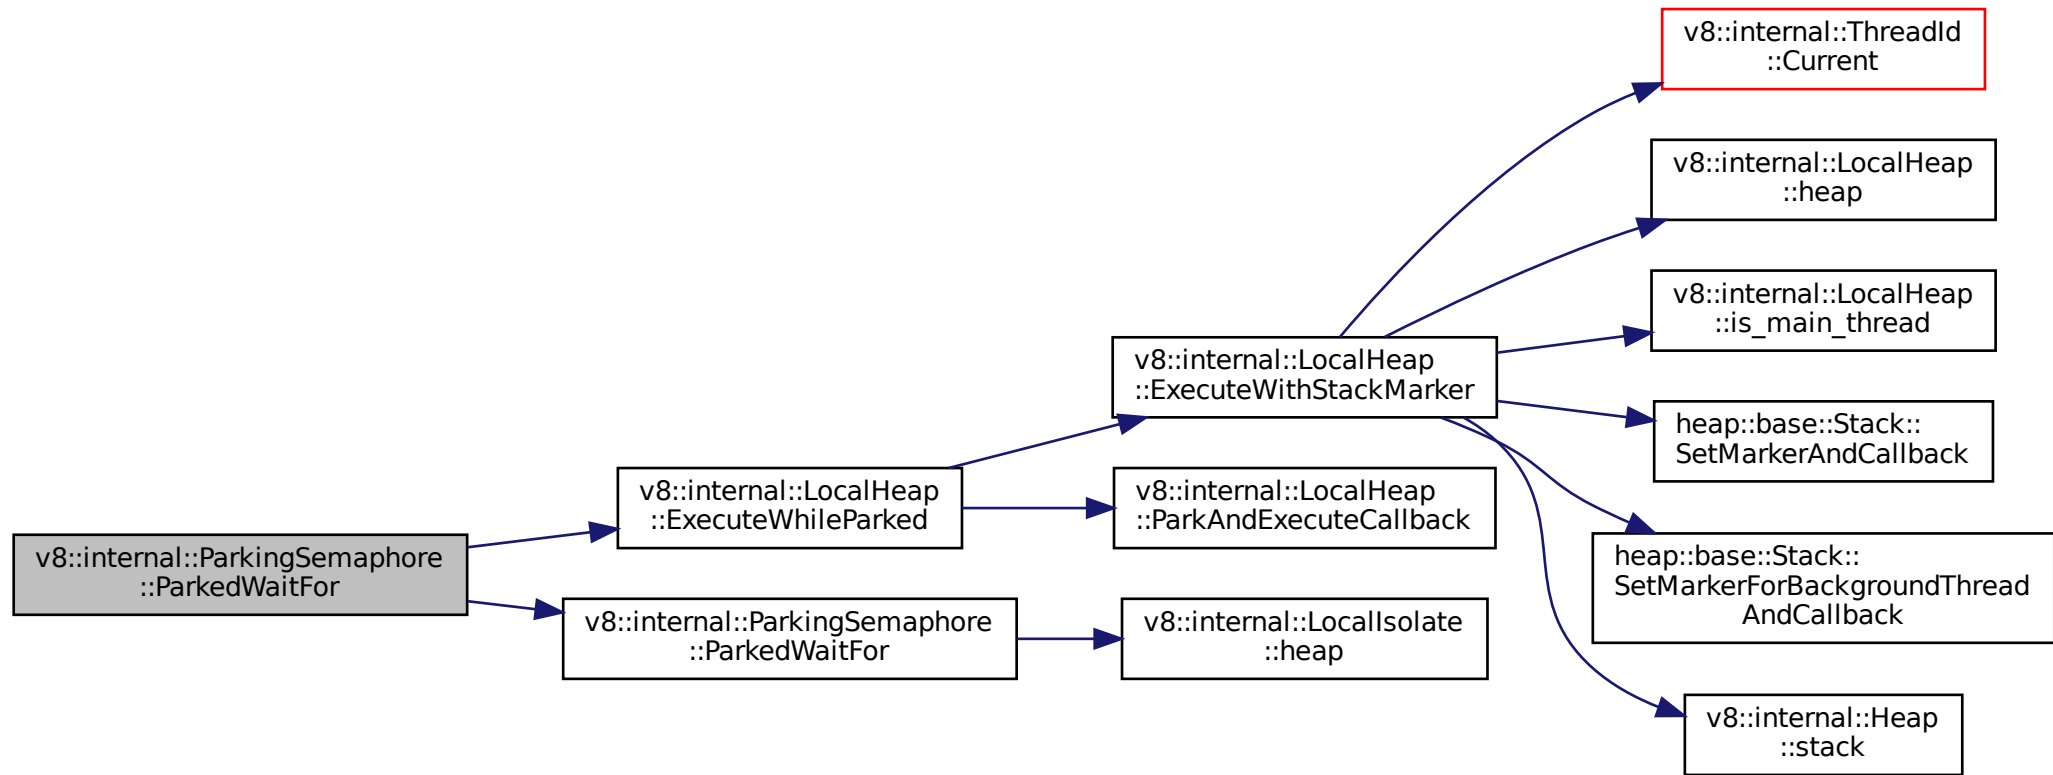 v8::internal::ThreadId
::Current
v8::internal::LocalHeap
::heap
v8::internal::LocalHeap
::is_main_thread
v8::internal::LocalHeap
::ExecuteWithStackMarker
heap::base::Stack::
SetMarkerAndCallback
v8::internal::LocalHeap
::ExecuteWhileParked
v8::internal::LocalHeap
::ParkAndExecuteCallback
v8::internal::ParkingSemaphore
::ParkedWaitFor
heap::base::Stack::
SetMarkerForBackgroundThread
AndCallback
v8::internal::ParkingSemaphore
::ParkedWaitFor
v8::internal::LocalIsolate
::heap
v8::internal::Heap
::stack